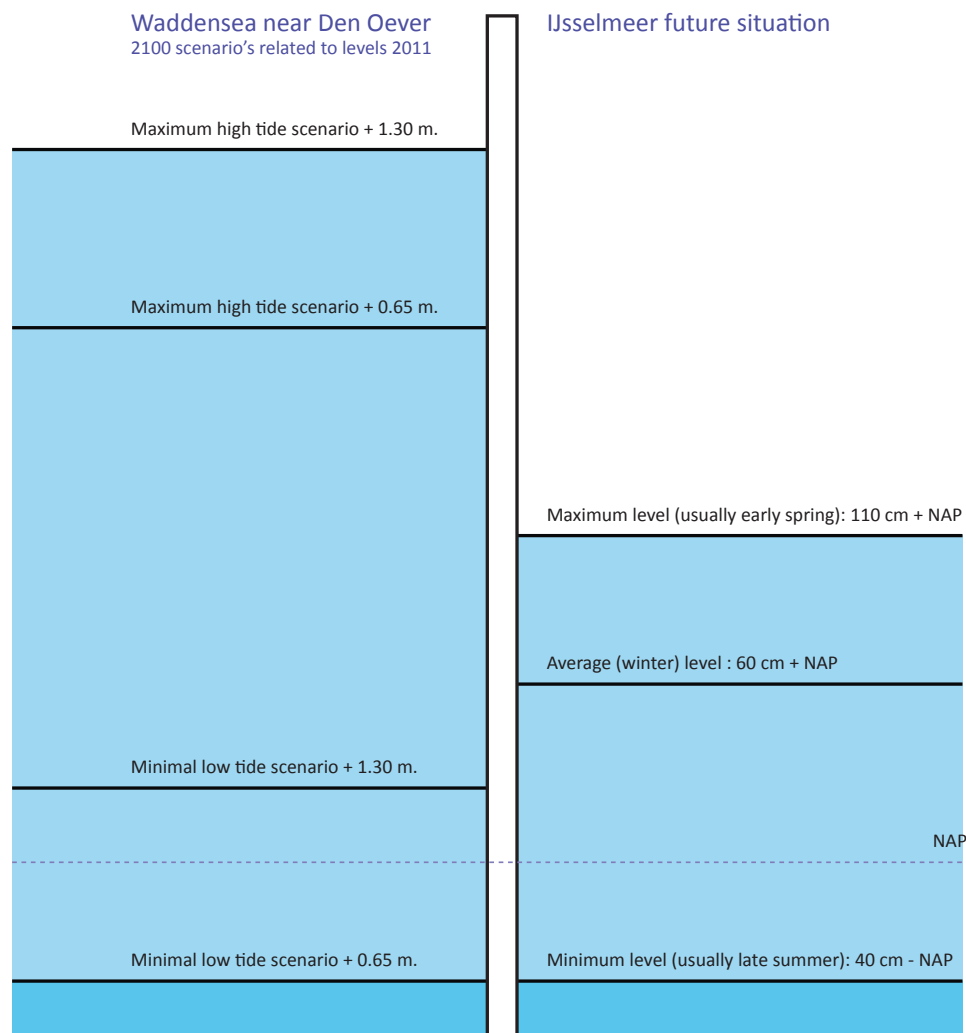 Waddensea near Den Oever
2100 scenario's related to levels 2011
Maximum high tide scenario + 1.30 m.
Maximum high tide scenario + 0.65 m.
Minimal low tide scenario + 1.30 m.
Minimal low tide scenario + 0.65 m.
IJsselmeer future situation
Maximum level (usually early spring): 110 cm + NAP
Average (winter) level : 60 cm + NAP
NAP
Minimum level (usually late summer): 40 cm - NAP